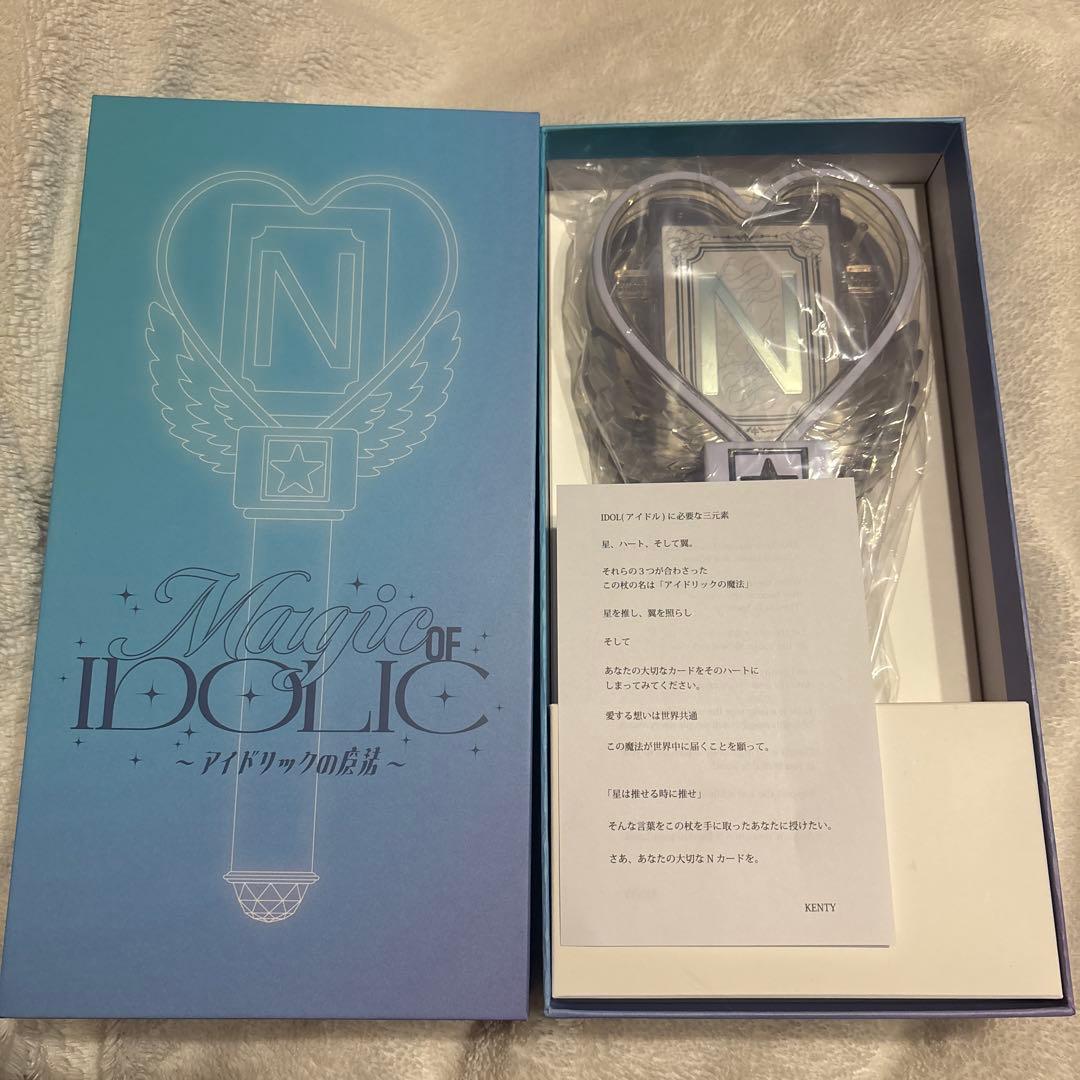 N
Magic OF
IDOLIC
～アイドリックの魔法～
N
IDOL(アイドル)に必要な三元素
星、ハート、そして翼。
それらの３つが合わさった
この杖の名は「アイドリックの魔法」
星を推し、翼を照らし
そして
あなたの大切なカードをそのハートに
しまってみてください。
愛する想いは世界共通
この魔法が世界中に届くことを願って。
「星は推せる時に推せ」
そんな言葉をこの杖を手に取ったあなたに授けたい。
さあ、あなたの大切な N カードを。
KENTY